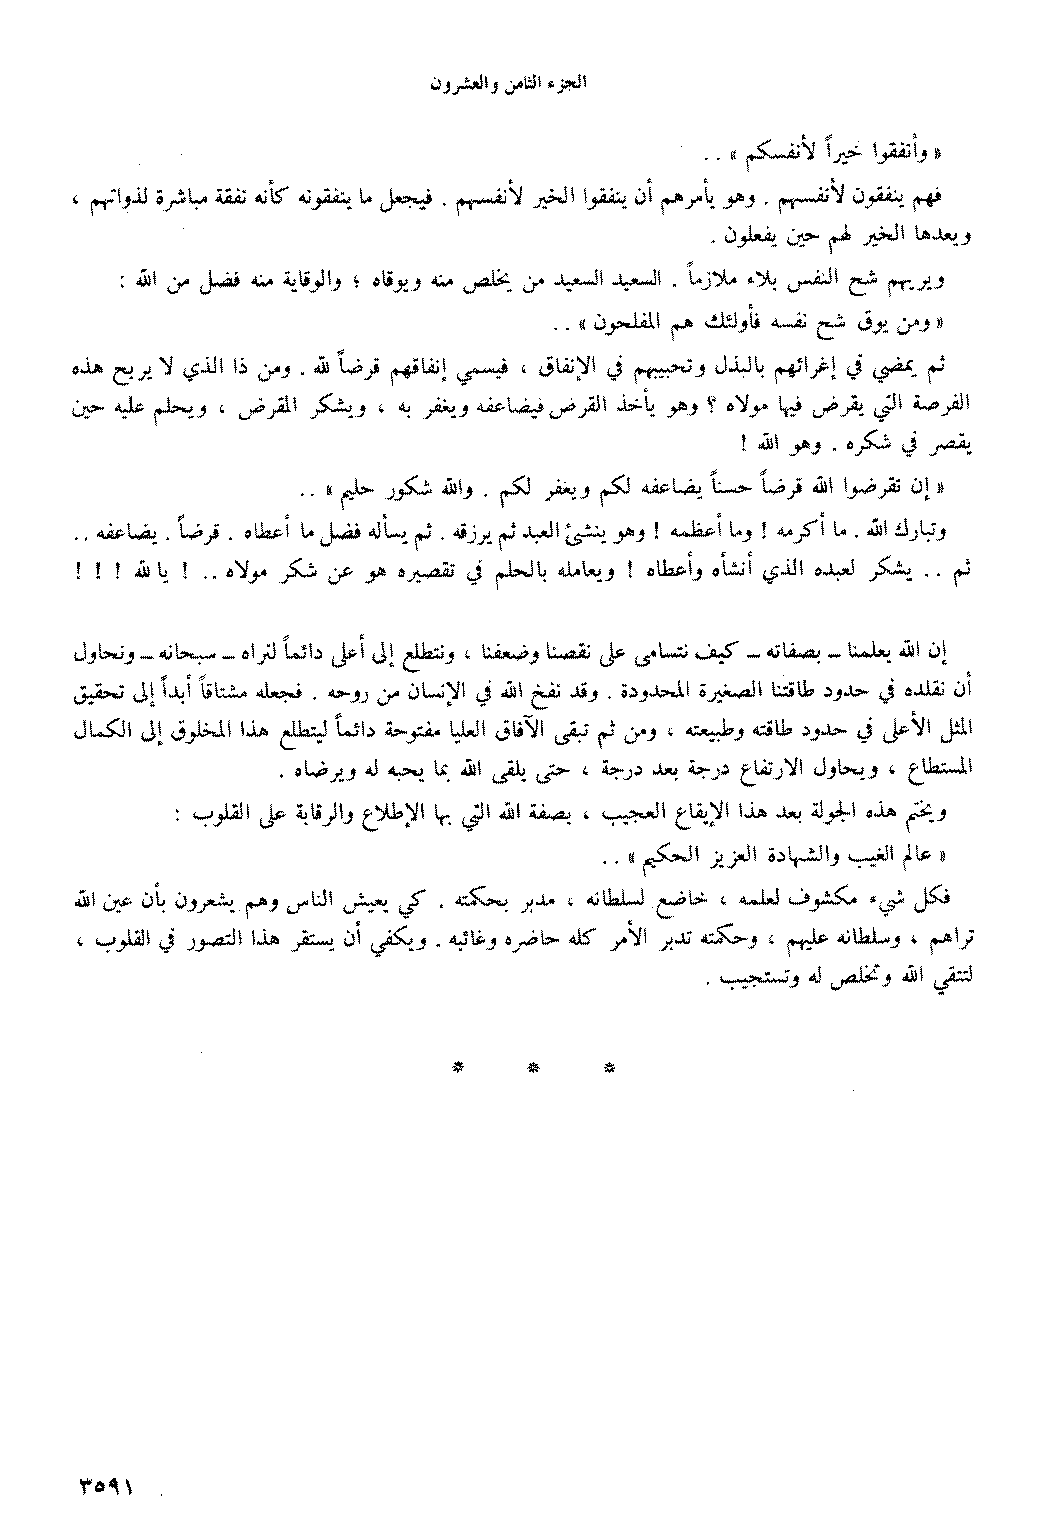 الجزء الثامن والعشرون
« وأنفقوا خيراً لأنفسكم » . .
فهم ينفقون لأنفسهم . وهو يأمرهم أن ينفقوا الخير لأنفسهم . فيجعل ما ينفقونه كأنه نفقة مباشرة لذواتهم ،
ويعدها الخير لهم حين يفعلون .
ويريهم شح النفس بلاء ملازماً . السعيد السعيد من يخلص منه ويوقاه ؛ والوقاية منه فضل من الله :
« ومن يوق شح نفسه فأولئك هم المفلحون » . .
ثم يمضي في إغرائهم بالبذل وتحبيبهم في الإنفاق ، فيسمي إنفاقهم قرضاً لله . ومن ذا الذي لا يربح هذه
الفرصة التي يقرض فيها مولاه ؟ وهو يأخذ القرض فيضاعفه ويغفر به ، ويشكر المقرض ، ويحلم عليه حين
يقصر في شكره . وهو الله !
« إن تقرضوا الله قرضاً حسناً يضاعفه لكم ويغفر لكم . والله شكور حليم » . .
وتبارك الله . ما أكرمه ! وما أعظمه ! وهو ينشئ العبد ثم يرزقه . ثم يسأله فضل ما أعطاه . قرضاً . يضاعفه . .
ثم . . يشكر لعبده الذي أنشأه وأعطاه ! ويعامله بالحلم في تقصيره هو عن شكر مولاه . . ! يا لله ! ! !
إن الله يعلمنا – بصفاته – كيف نتسامى على نقصنا وضعفنا ، ونتطلع إلى أعلى دائماً لنراه – سبحانه – ونحاول
أن نقلده في حدود طاقتنا الصغيرة المحدودة . وقد نفخ الله في الإنسان من روحه . فجعله مشتاقاً أبداً إلى تحقيق
المثل الأعلى في حدود طاقته وطبيعته ، ومن ثم تبقى الآفاق العليا مفتوحة دائماً ليتطلع هذا المخلوق إلى الكمال
المستطاع ، ويحاول الارتفاع درجة بعد درجة ، حتى يلقى الله بما يحبه له ويرضاه .
ويختم هذه الجولة بعد هذا الإيقاع العجيب ، بصفة الله التي بها الإطلاع والرقابة على القلوب :
« عالم الغيب والشهادة العزيز الحكيم » . .
فكل شيء مكشوف لعلمه ، خاضع لسلطانه ، مدبر بحكمته . كي يعيش الناس وهم يشعرون بأن عين الله
تراهم ، وسلطانه عليهم ، وحكمته تدبر الأمر كله حاضره وغائبه . ويكفي أن يستقر هذا التصور في القلوب ،
لتتقي الله وتخلص له وتستجيب .
* * *
٣٥٩١